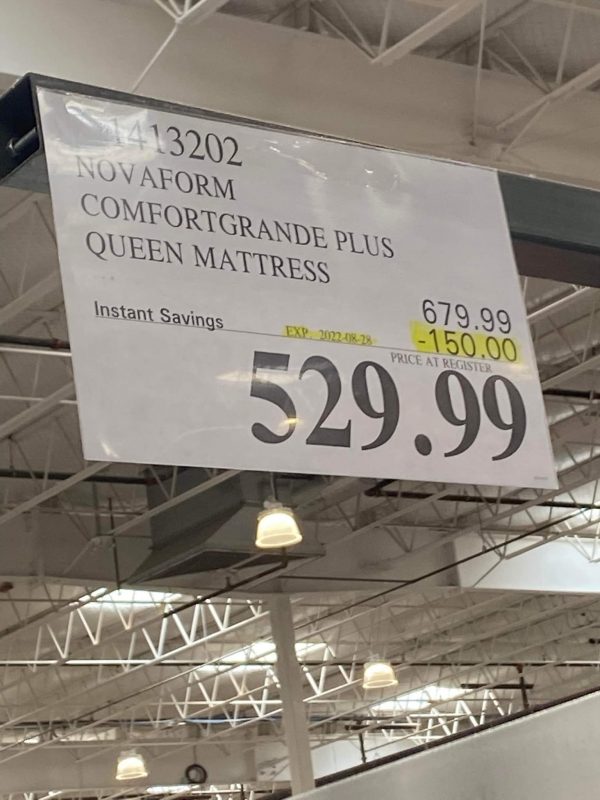 1413202
NOVAFORM
COMFORTGRANDE PLUS
QUEEN MATTRESS
679.99
Instant Savings EXP. 2022-08-28 -150.00
PRICE AT REGISTER
529.99